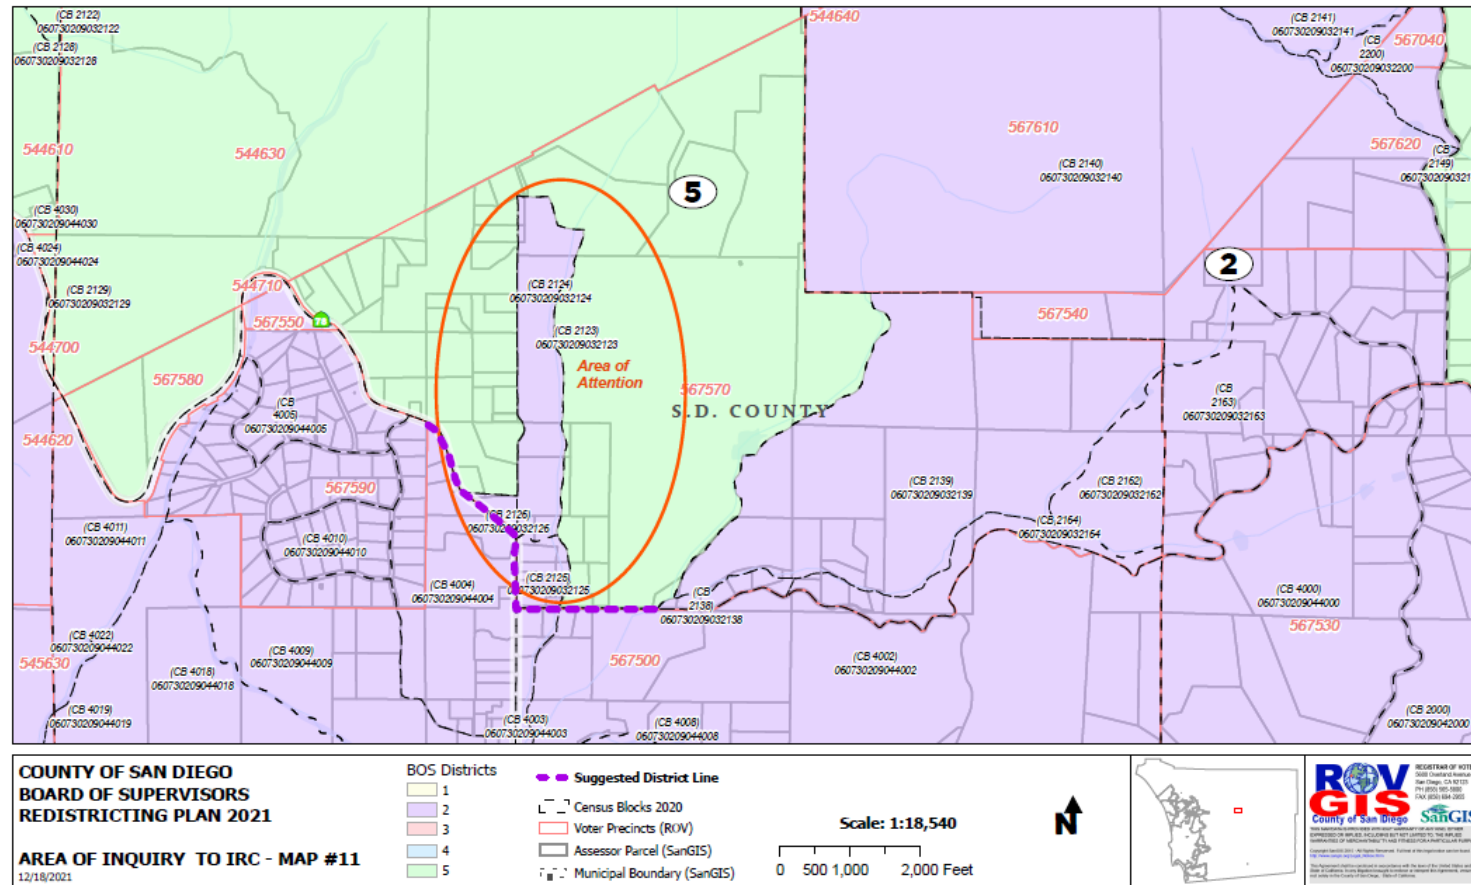 (CB 2122)
060730209032122
(CB 2128)
060730209032128
544640
(CB 2141)
060730209032141
(CB
2200)
060730209032200
567040
544610
544630
567610
(CB 2140)
060730209032140
567620
(CB
2149)
(CB 4030)
060730209044030
(CB 4024)
060730209044024
(CB 2129)
060730209032129
5
2
544710
567550
(CB 2124)
060730209032124
(CB 2123)
060730209032123
Area of
Attention
567540
544700
567580
567570
S.D. COUNTY
(CB
4005)
060730209044005
(CB
2163)
060730209032163
544620
567590
(CB 2139)
060730209032139
(CB 2162)
060730209032162
(CB 4011)
060730209044011
(CB 2126)
060730209032126
(CB 2164)
060730209032164
(CB 4010)
060730209044010
(CB 4004)
060730209044004
(CB 2125)
060730209032125
(CB
2138)
060730209032138
(CB 4000)
060730209044000
567530
(CB 4022)
060730209044022
545630
(CB 4009)
060730209044009
(CB 4018)
060730209044018
567500
(CB 4002)
060730209044002
(CB 4019)
060730209044019
(CB 4003)
060730209044003
(CB 4008)
060730209044008
(CB 2000)
060730209042000
COUNTY OF SAN DIEGO
BOARD OF SUPERVISORS
REDISTRICTING PLAN 2021
AREA OF INQUIRY TO IRC - MAP #11
12/18/2021
BOS Districts
1
2
3
4
5
Suggested District Line
Census Blocks 2020
Voter Precincts (ROV)
Assessor Parcel (SanGIS)
Municipal Boundary (SanGIS)
Scale: 1:18,540
0 500 1,000 2,000 Feet
N
ROV
GIS
County of San Diego
SanGIS